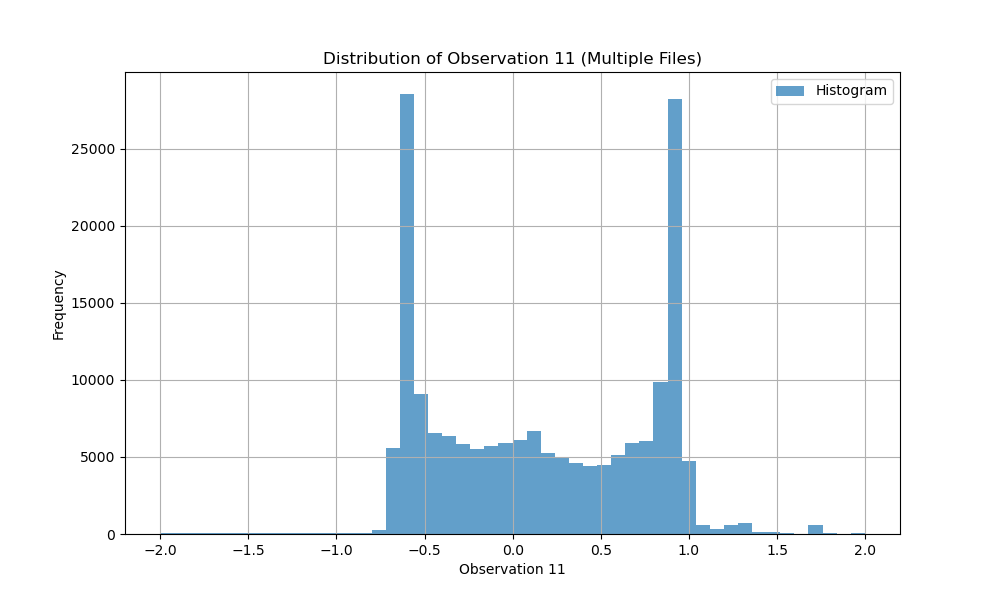 Distribution of Observation 11 (Multiple Files)
Histogram
Frequency
25000
20000
15000
10000
5000
0
−2.0 −1.5 −1.0 −0.5 0.0 0.5 1.0 1.5 2.0
Observation 11